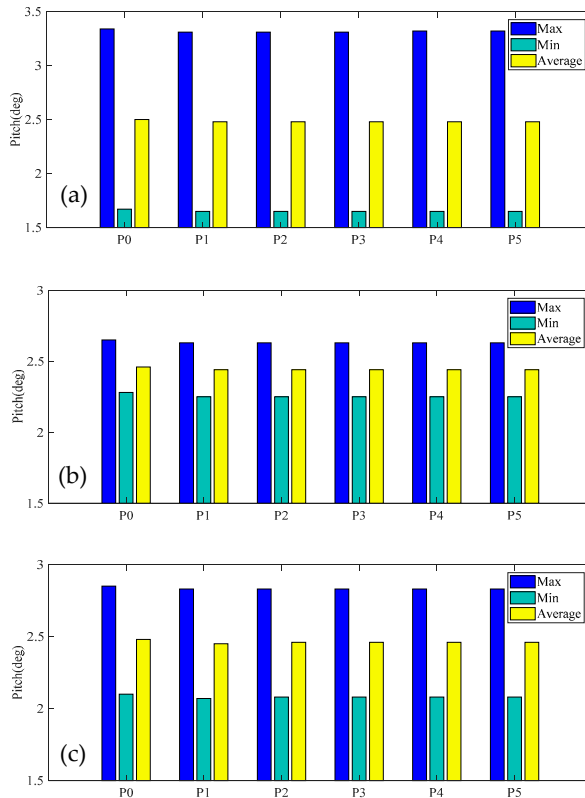 3.5
Max
Min
Average
3
2.5
Pitch(deg)
2
(a)
1.5
P0 P1 P2 P3 P4 P5
3
Max
Min
Average
2.5
Pitch(deg)
2
(b)
1.5
P0 P1 P2 P3 P4 P5
3
Max
Min
Average
2.5
Pitch(deg)
2
(c)
1.5
P0 P1 P2 P3 P4 P5